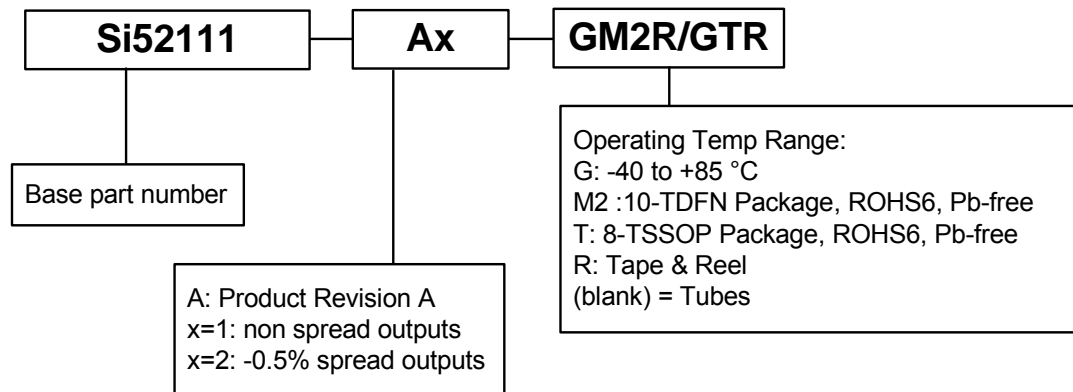 Si52111
Ax
GM2R/GTR
Base part number
A: Product Revision A
x=1: non spread outputs
x=2: -0.5% spread outputs
Operating Temp Range:
G: -40 to +85 °C
M2 :10-TDFN Package, ROHS6, Pb-free
T: 8-TSSOP Package, ROHS6, Pb-free
R: Tape & Reel
(blank) = Tubes